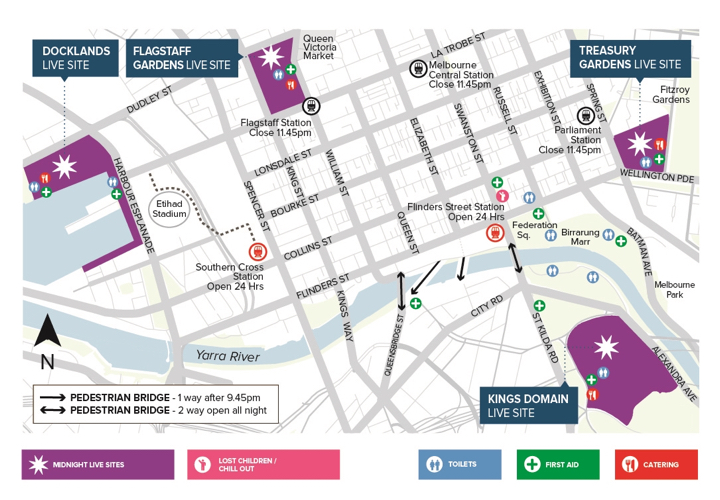 DOCKLANDS
LIVE SITE
FLAGSTAFF
GARDENS LIVE SITE
Queen
Victoria
Market
LA TROBE ST
TREASURY
GARDENS LIVE SITE
Melbourne
Central Station
Close 11.45pm
DUDLEY ST
EXHIBITION ST
SPRING ST
Fitzroy
Gardens
RUSSELL ST
SWANSTON ST
ELIZABETH ST
Flagstaff Station
Close 11.45pm
Parliament
Station
Close 11.45pm
LONSDALE ST
WILLIAM ST
KING ST
SPENCER ST
BOURKE ST
HARBOUR ESPLANADE
Etihad
Stadium
WELLINGTON PDE
Flinders Street Station
Open 24 Hrs
QUEEN ST
COLLINS ST
Federation
Sq.
Birrarung
Marr
BATMAN AVE
Southern Cross
Station
Open 24 Hrs
FLINDERS ST
Melbourne
Park
KINGS WAY
CITY RD
QUEENSBRIDGE ST
ST KILDA RD
N
Yarra River
ALEXANDRA AVE
PEDESTRIAN BRIDGE - 1 way after 9.45pm
PEDESTRIAN BRIDGE - 2 way open all night
KINGS DOMAIN
LIVE SITE
MIDNIGHT LIVE SITES
LOST CHILDREN /
CHILL OUT
TOILETS
FIRST AID
CATERING